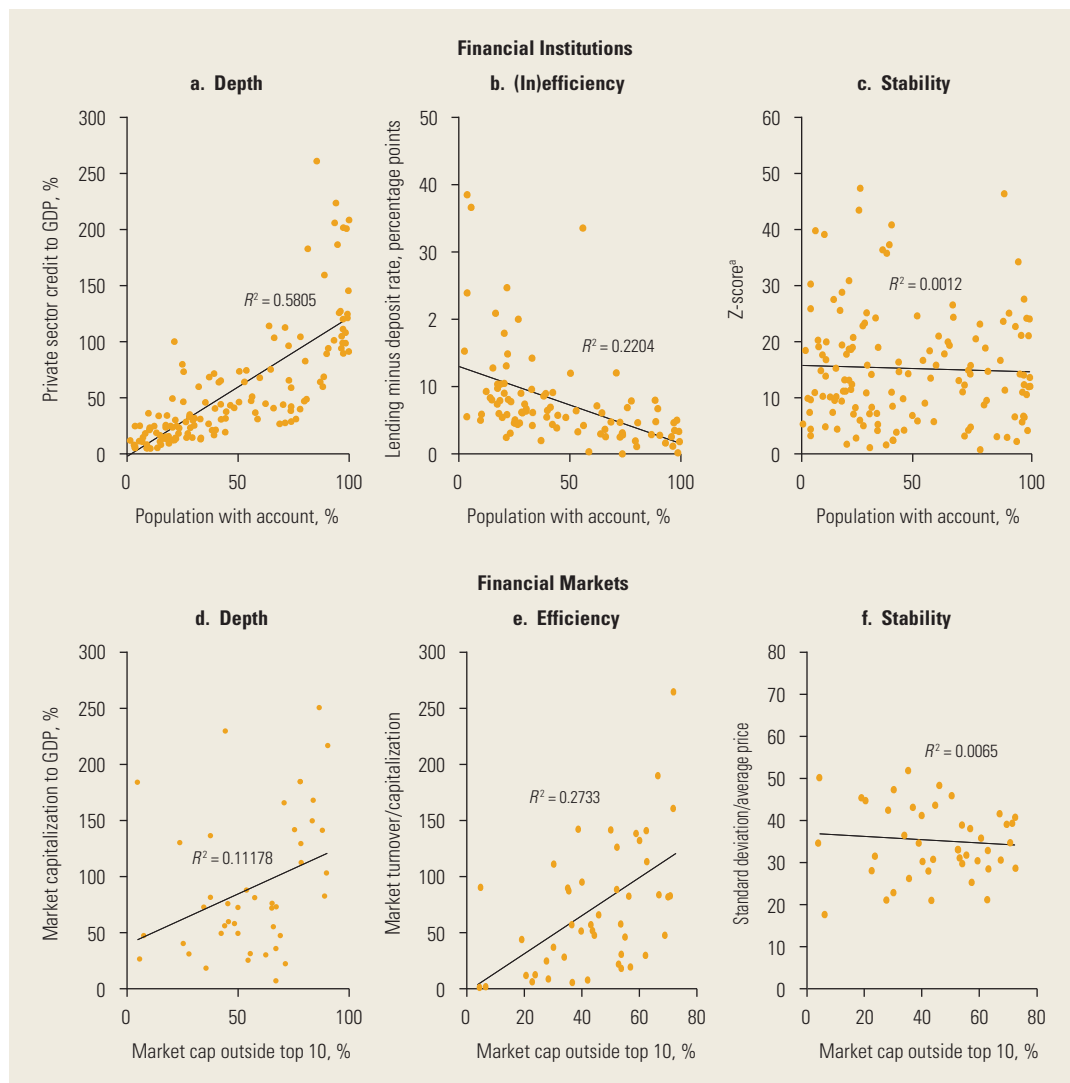 Financial Institutions
a. Depth
b. (In)efficiency
c. Stability
Private sector credit to GDP, %
300
250
200
150
100
50
0
R² = 0.5805
0
50
100
Population with account, %
Lending minus deposit rate, percentage points
50
40
30
2
10
0
R² = 0.2204
0
50
100
Population with account, %
Z-scoreᵃ
60
50
40
30
20
10
0
R² = 0.0012
0
50
100
Population with account, %
Financial Markets
d. Depth
e. Efficiency
f. Stability
Market capitalization to GDP, %
300
250
200
150
100
50
0
R² = 0.11178
0
50
100
Market cap outside top 10, %
Market turnover/capitalization
300
250
200
150
100
50
0
R² = 0.2733
0
20
40
60
80
Market cap outside top 10, %
Standard deviation/average price
80
70
60
50
40
30
20
10
0
R² = 0.0065
0
20
40
60
80
Market cap outside top 10, %